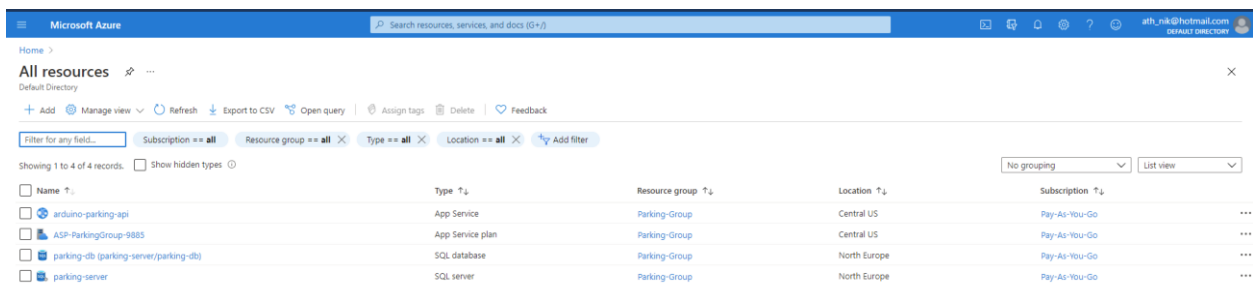 Microsoft Azure Search resources, services, and docs (G+/) ath_nik@hotmail.com
DEFAULT DIRECTORY
Home >
All resources ...
Default Directory
+ Add Manage view Refresh Export to CSV Open query Assign tags Delete Feedback
Filter for any field... Subscription == all Resource group == all Type == all Location == all Add filter
Showing 1 to 4 of 4 records. Show hidden types No grouping List view
Name ↑↓ Type ↑↓ Resource group ↑↓ Location ↑↓ Subscription ↑↓
arduino-parking-api App Service Parking-Group Central US Pay-As-You-Go ...
ASP-ParkingGroup-9885 App Service plan Parking-Group Central US Pay-As-You-Go ...
parking-db (parking-server/parking-db) SQL database Parking-Group North Europe Pay-As-You-Go ...
parking-server SQL server Parking-Group North Europe Pay-As-You-Go ...